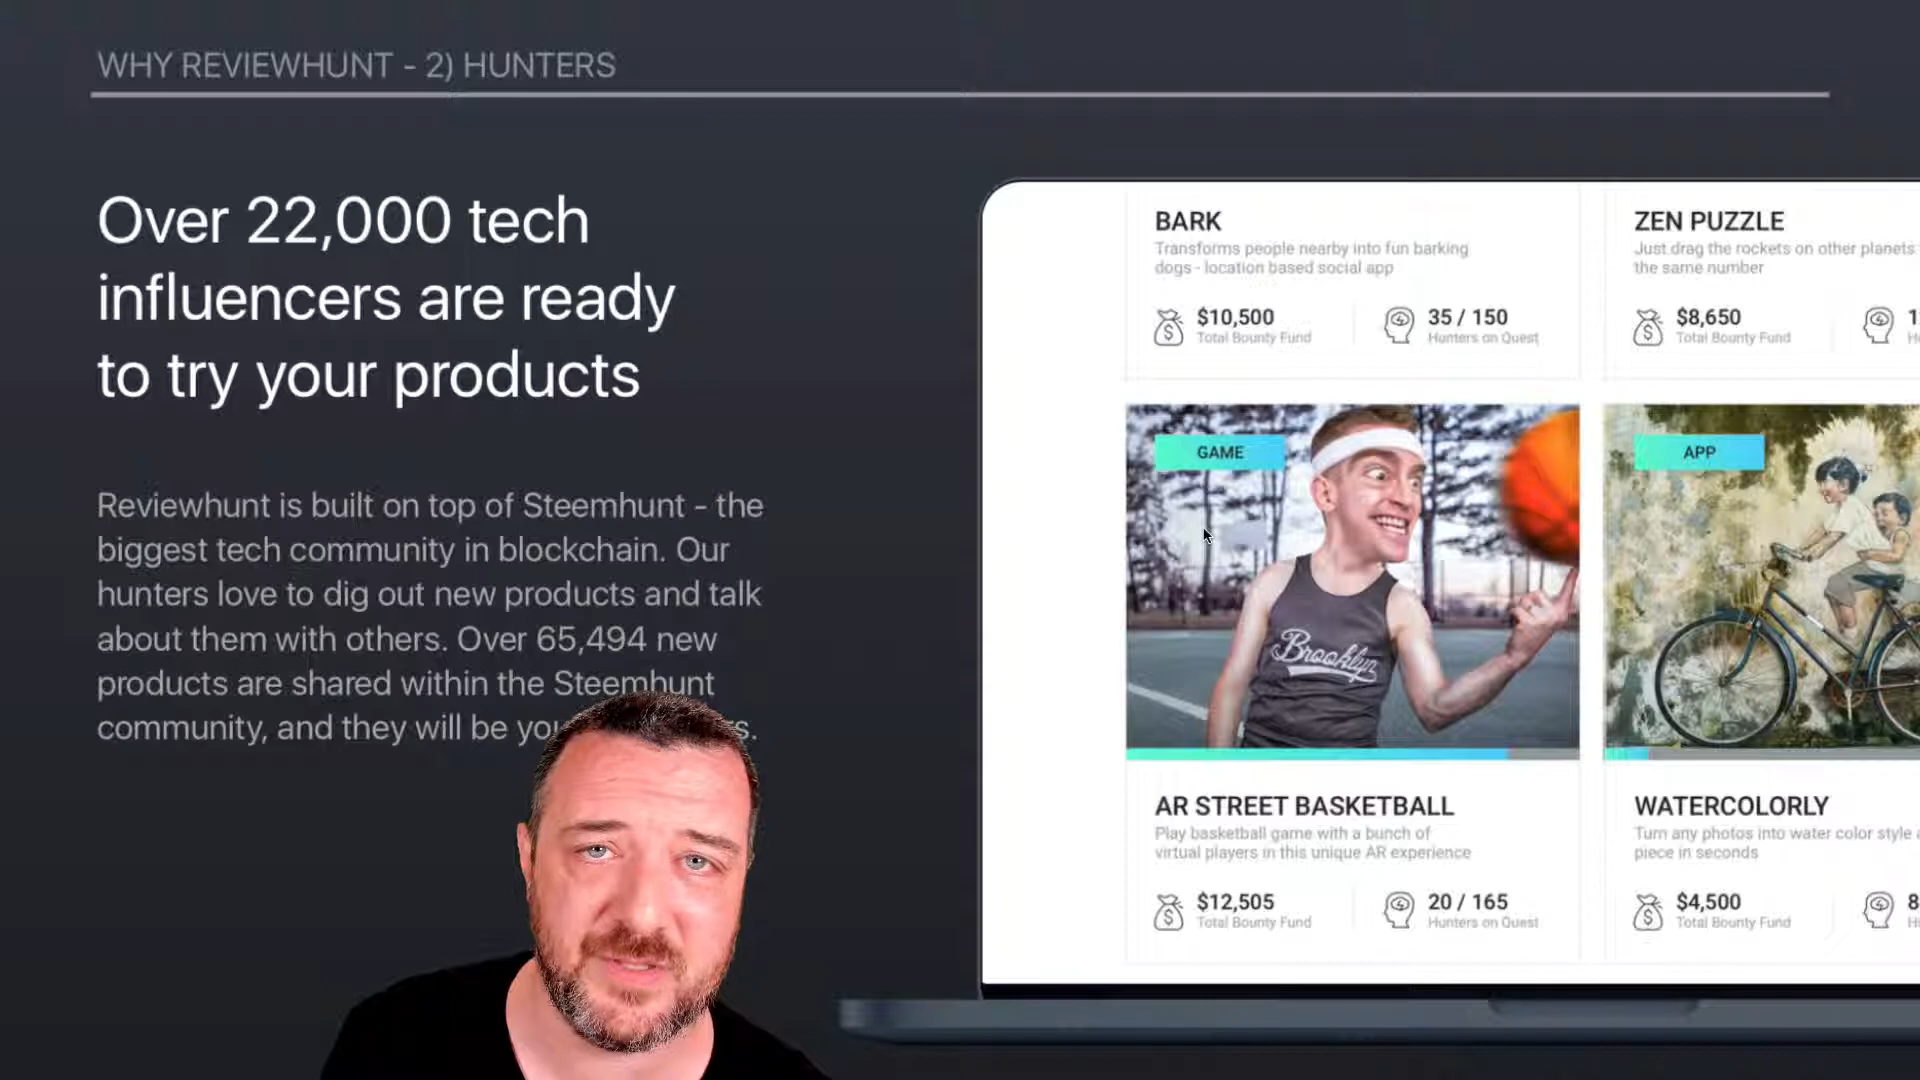 WHY REVIEWHUNT - 2) HUNTERS
Over 22,000 tech
influencers are ready
to try your products
Reviewhunt is built on top of Steemhunt - the
biggest tech community in blockchain. Our
hunters love to dig out new products and talk
about them with others. Over 65,494 new
products are shared within the Steemhunt
community, and they will be
BARK
Transforms people nearby into fun barking
dogs - location based social app
$10,500
Total Bounty Fund
35 / 150
Hunters on Quest
ZEN PUZZLE
Just drag the rockets on other planets
the same number
$8,650
Total Bounty Fund
GAME
Brooklyn
AR STREET BASKETBALL
Play basketball game with a bunch of
virtual players in this unique AR experience
$12,505
Total Bounty Fund
20 / 165
Hunters on Quest
APP
WATERCOLORLY
Turn any photos into water color style
piece in seconds
$4,500
Total Bounty Fund